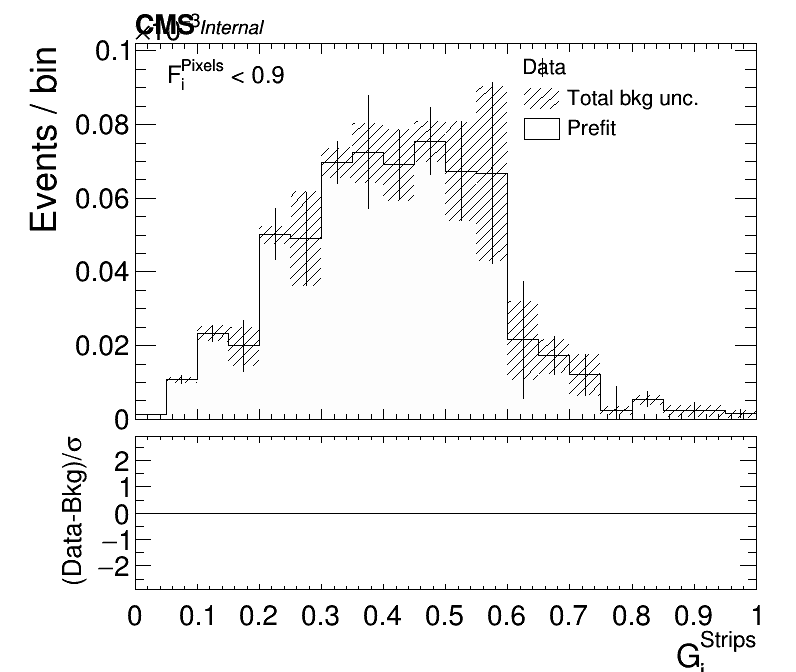 CMS Internal
×10³
0.1
0.08
0.06
0.04
0.02
0
Events / bin
F_i^Pixels < 0.9
Data
Total bkg unc.
Prefit
(Data-Bkg)/σ
2
1
0
−1
−2
0 0.1 0.2 0.3 0.4 0.5 0.6 0.7 0.8 0.9 1
G_i^Strips